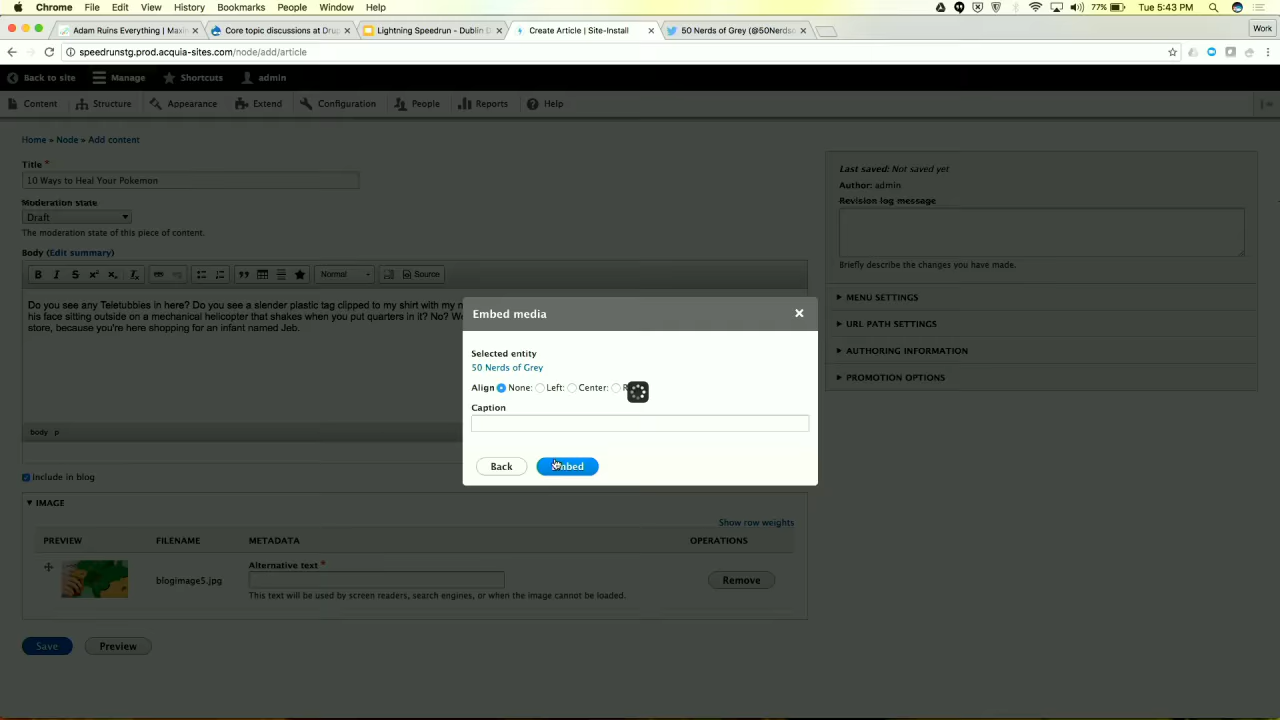 Chrome File Edit View History Bookmarks People Window Help 77% Tue 5:43 PM
Adam Ruins Everything | Maxi Core topic discussions at Dru Lightning Speedrun - Dublin D Create Article | Site-Install 50 Nerds of Grey (@50Nerdso Work
speedrunstg.prod.acquia-sites.com/node/add/article
Back to site Manage Shortcuts admin
Content Structure Appearance Extend Configuration People Reports Help
Home » Node » Add content
Title *
10 Ways to Heal Your Pokemon
Moderation state
Draft
The moderation state of this piece of content.
Body (Edit summary)
B I S x² x₂ Ix Normal Source
Do you see any Teletubbies in here? Do you see a slender plastic tag clipped to my shirt with my n
his face sitting outside on a mechanical helicopter that shakes when you put quarters in it? No? We
store, because you're here shopping for an infant named Jeb.
body p
Include in blog
IMAGE
Show row weights
PREVIEW FILENAME METADATA OPERATIONS
blogimage5.jpg
Alternative text *
This text will be used by screen readers, search engines, or when the image cannot be loaded.
Remove
Save Preview
Last saved: Not saved yet
Author: admin
Revision log message
Briefly describe the changes you have made.
MENU SETTINGS
URL PATH SETTINGS
AUTHORING INFORMATION
PROMOTION OPTIONS
Embed media
Selected entity
50 Nerds of Grey
Align None: Left: Center: R
Caption
Back Embed